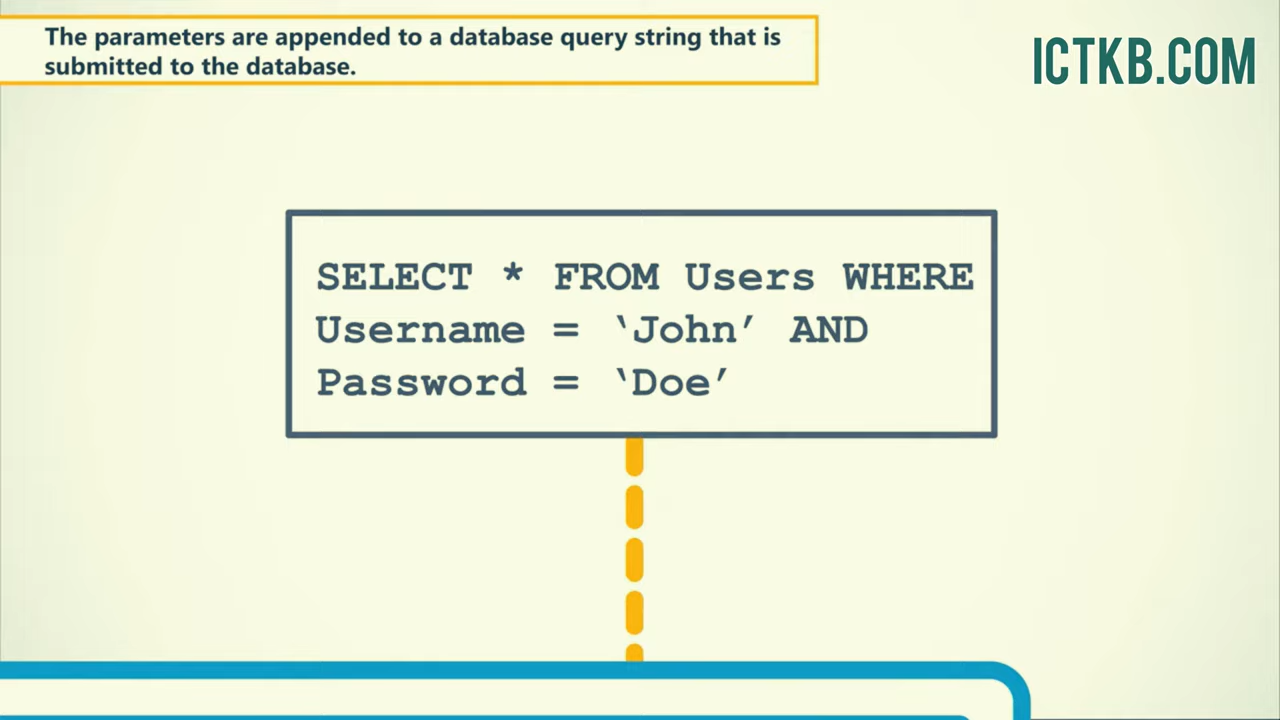 The parameters are appended to a database query string that is
submitted to the database.
ICTKB.COM
SELECT * FROM Users WHERE
Username = ‘John’ AND
Password = ‘Doe’